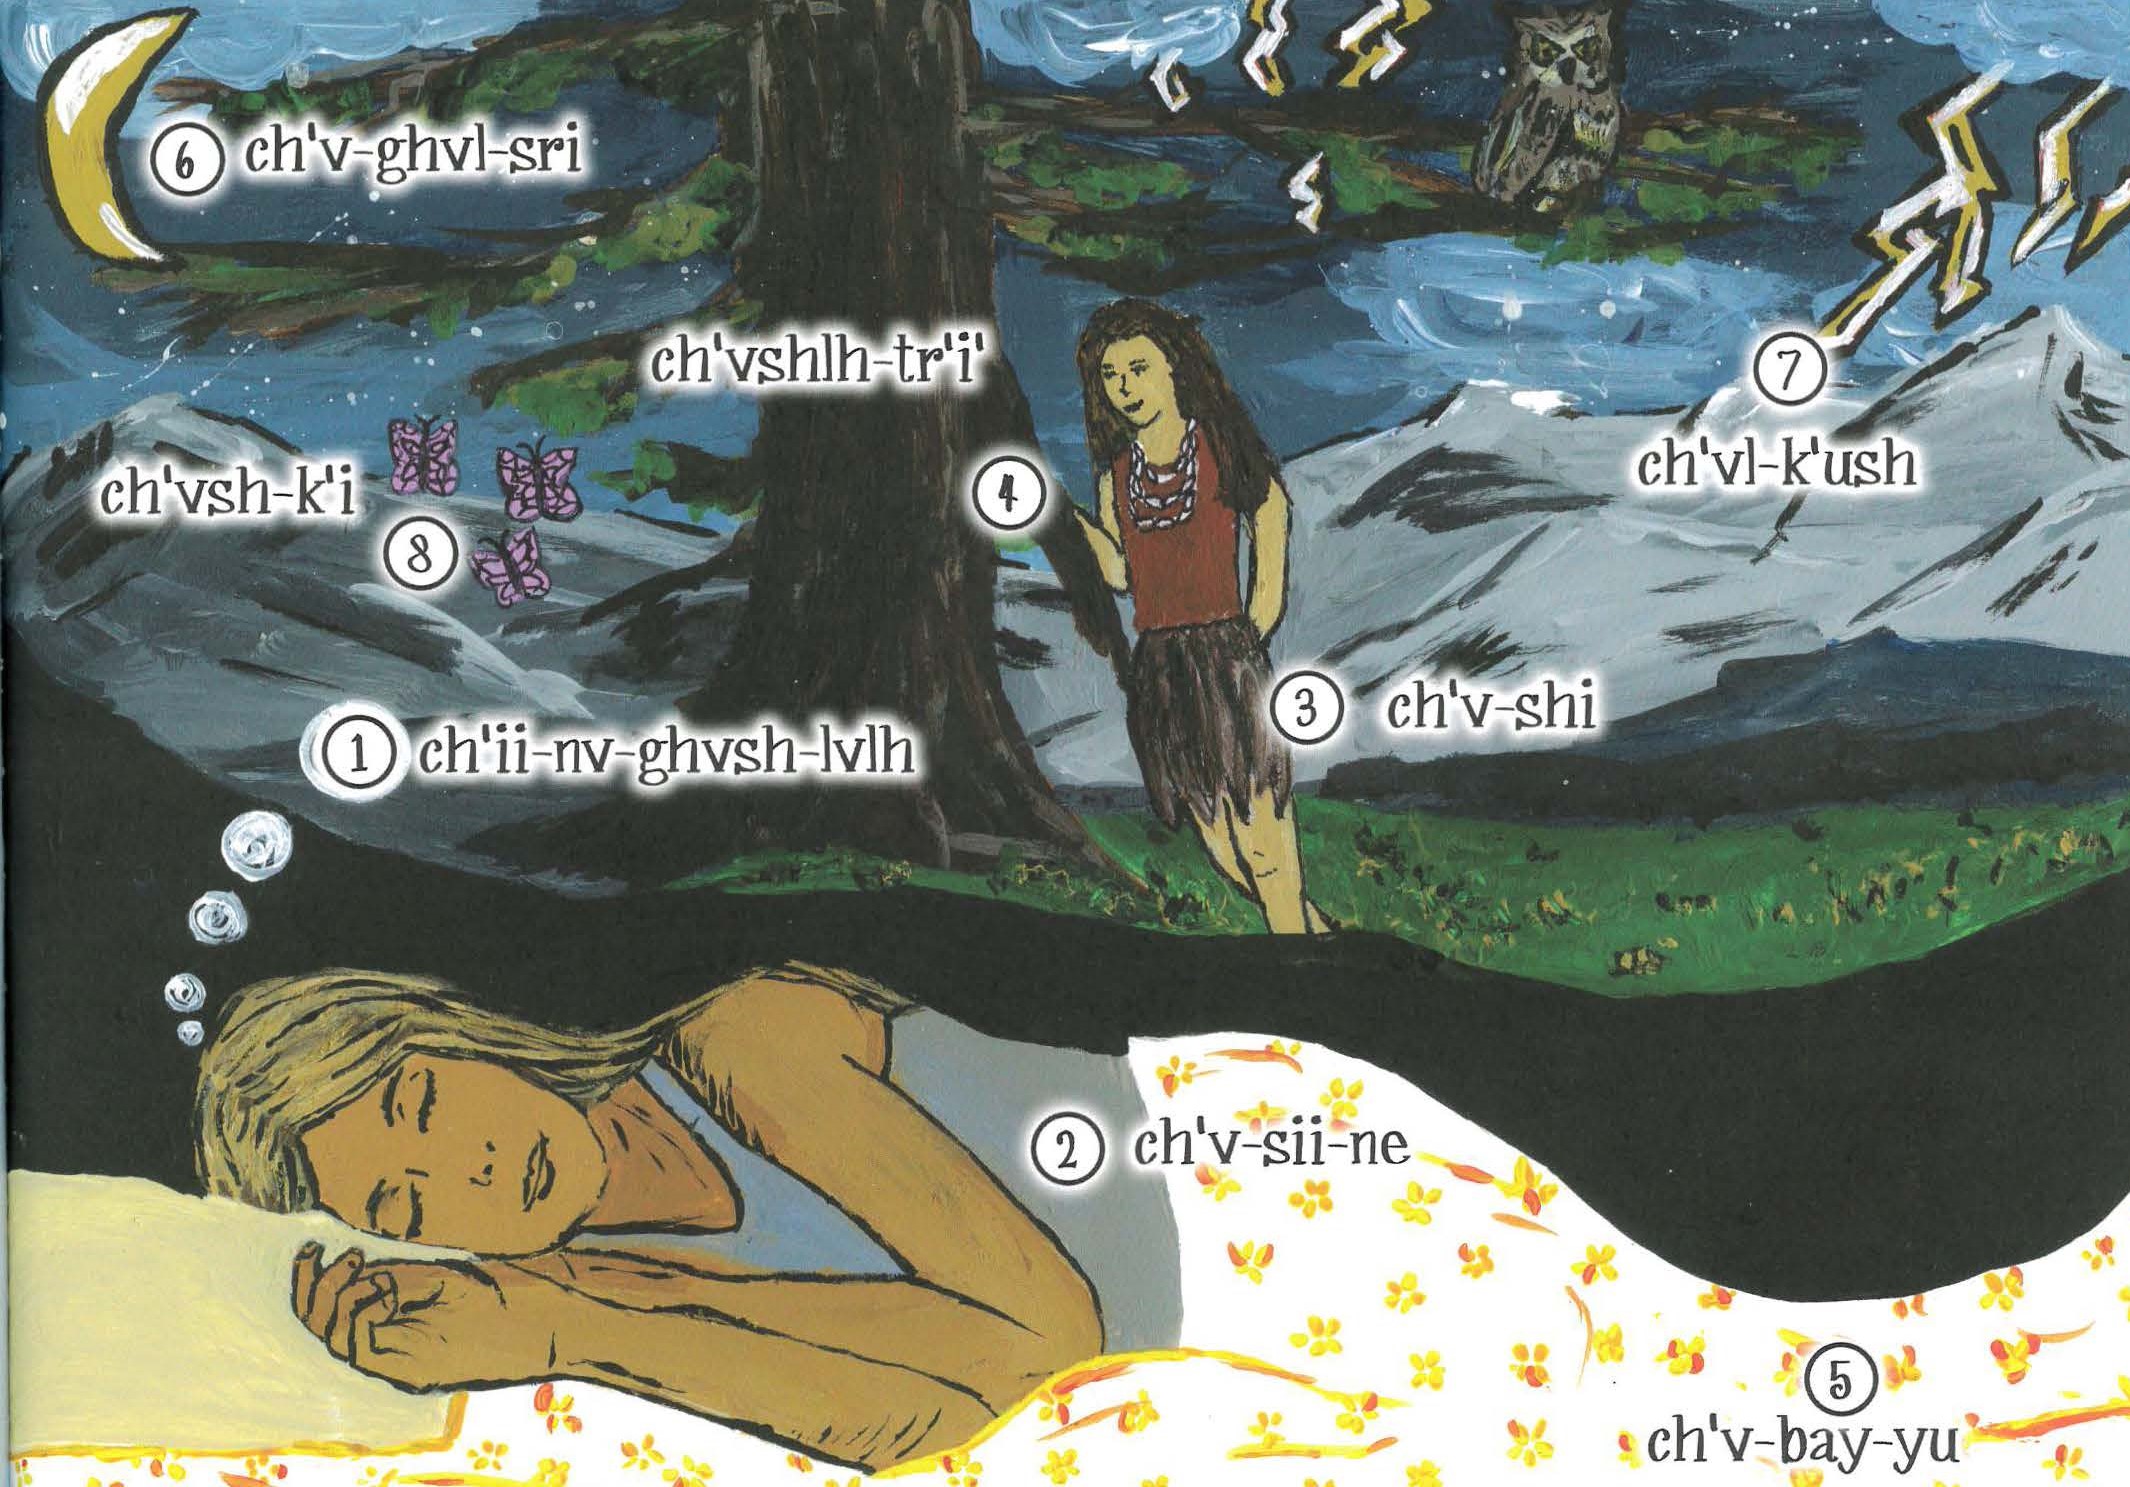 6 ch'v-ghvl-sri
ch'vshlh-tr'i'
4
7
ch'vl-k'ush
ch'vsh-k'i
8
3 ch'v-shi
1 ch'ii-nv-ghvsh-lvlh
2 ch'v-sii-ne
5
ch'v-bay-yu